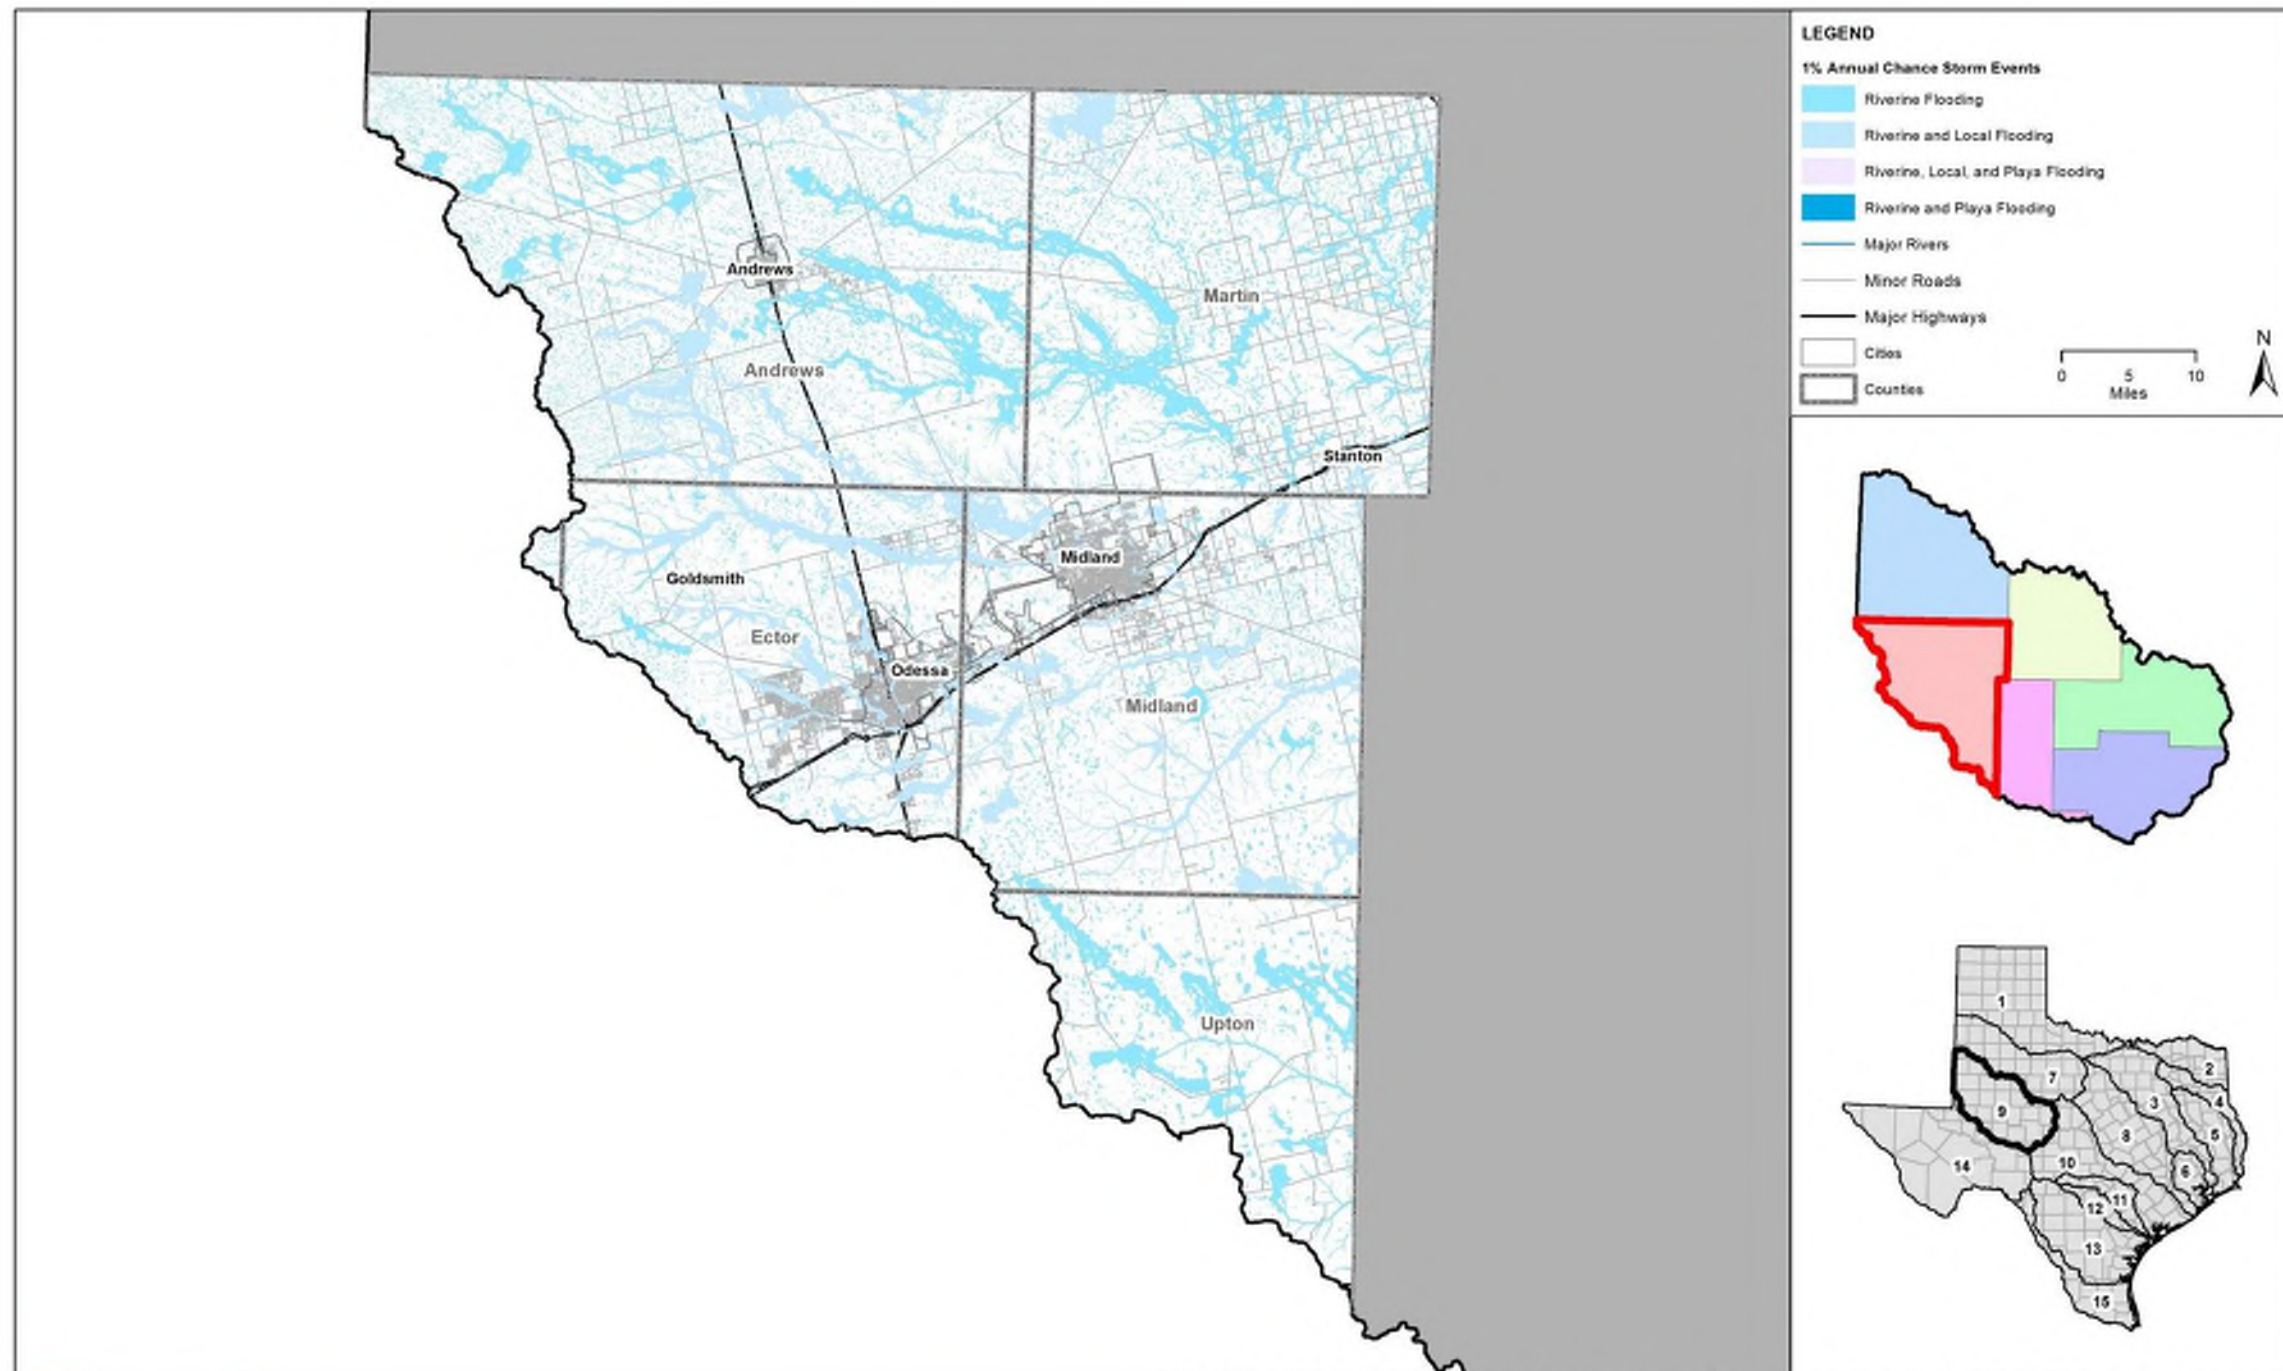 LEGEND
1% Annual Chance Storm Events
Riverine Flooding
Riverine and Local Flooding
Riverine, Local, and Playa Flooding
Riverine and Playa Flooding
Major Rivers
Minor Roads
Major Highways
Cities
Counties
N
0 5 10
Miles
Andrews
Martin
Andrews
Stanton
Midland
Goldsmith
Ector
Odessa
Midland
Upton
1
2
7
3
4
9
8
5
14
10
6
11
12
13
15